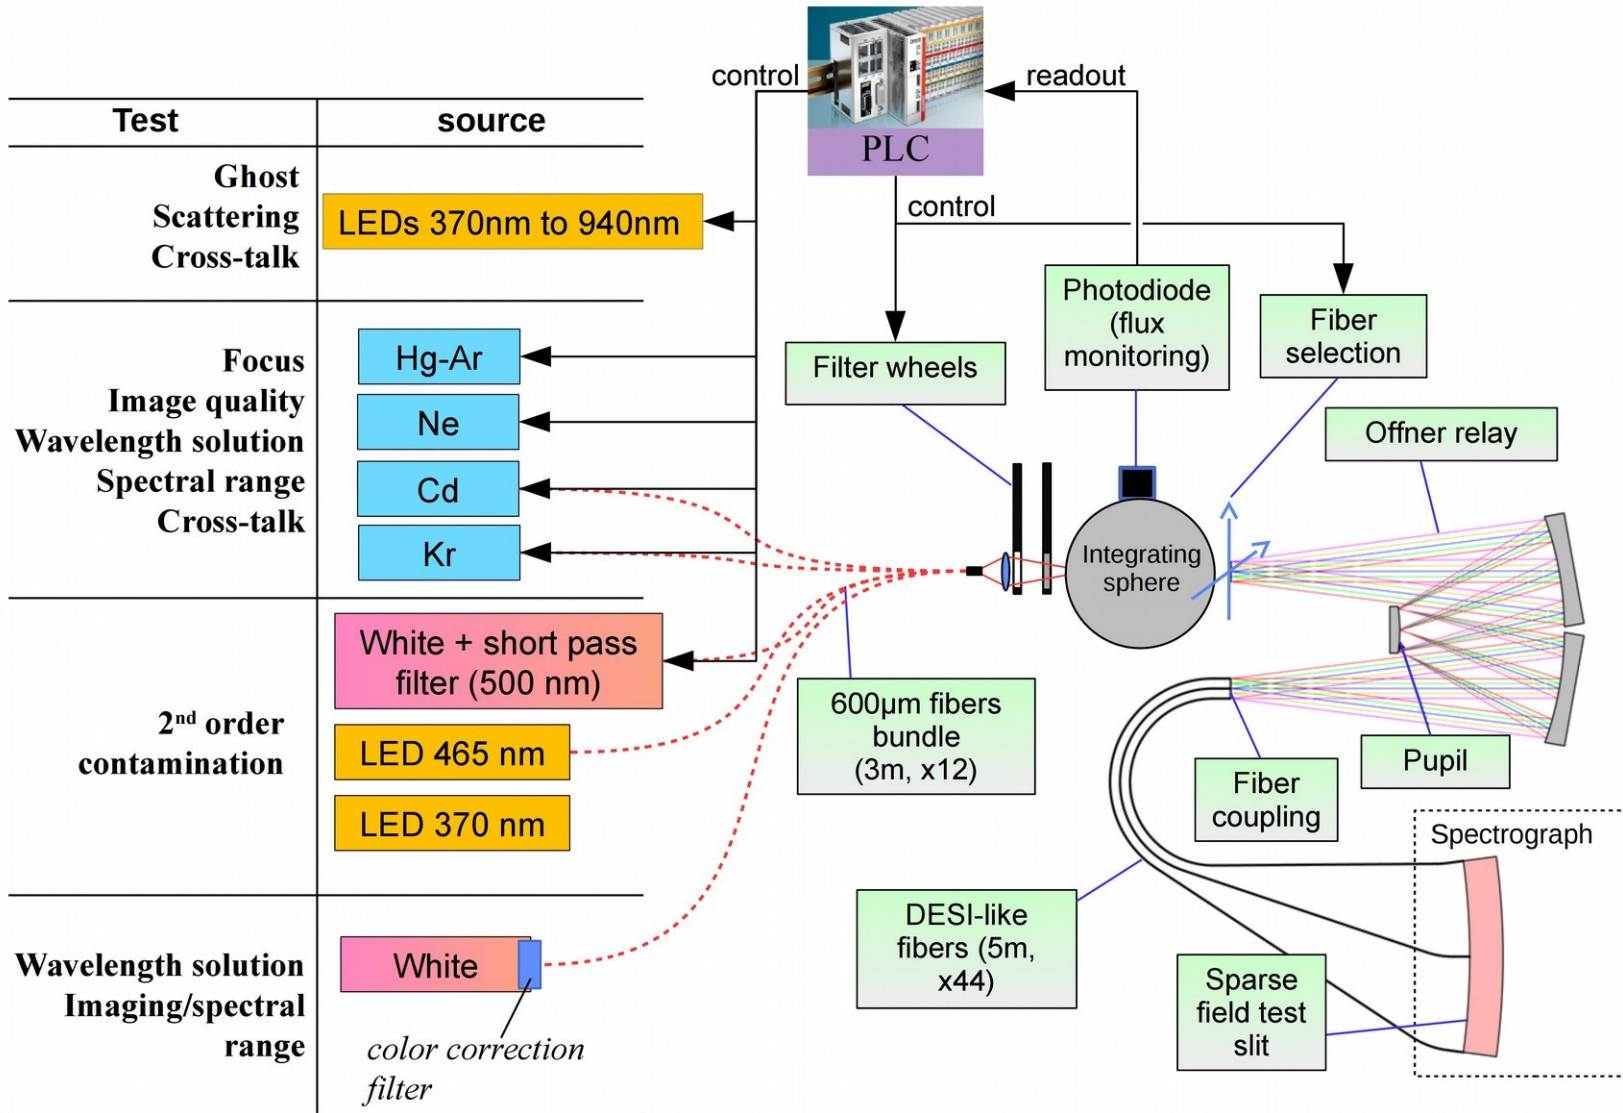 control
readout
PLC
control
Test
source
Ghost
Scattering
Cross-talk
LEDs 370nm to 940nm
Focus
Image quality
Wavelength solution
Spectral range
Cross-talk
Hg-Ar
Ne
Cd
Kr
2nd order
contamination
White + short pass
filter (500 nm)
LED 465 nm
LED 370 nm
Wavelength solution
Imaging/spectral
range
White
color correction
filter
Filter wheels
Photodiode
(flux
monitoring)
Fiber
selection
Offner relay
Integrating
sphere
600µm fibers
bundle
(3m, x12)
Pupil
Fiber
coupling
Spectrograph
DESI-like
fibers (5m,
x44)
Sparse
field test
slit